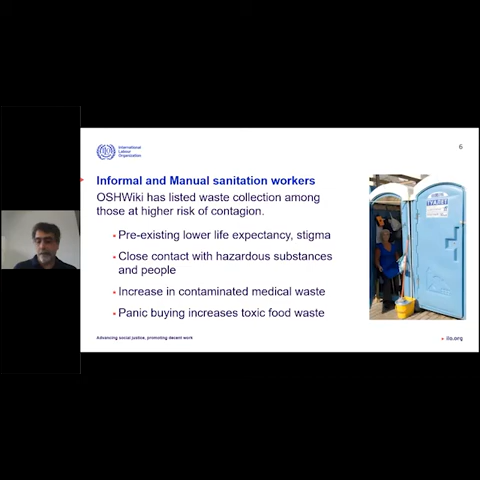 International
Labour
Organization
6
Informal and Manual sanitation workers
OSHWiki has listed waste collection among
those at higher risk of contagion.
Pre-existing lower life expectancy, stigma
Close contact with hazardous substances
and people
Increase in contaminated medical waste
Panic buying increases toxic food waste
Advancing social justice, promoting decent work
ilo.org